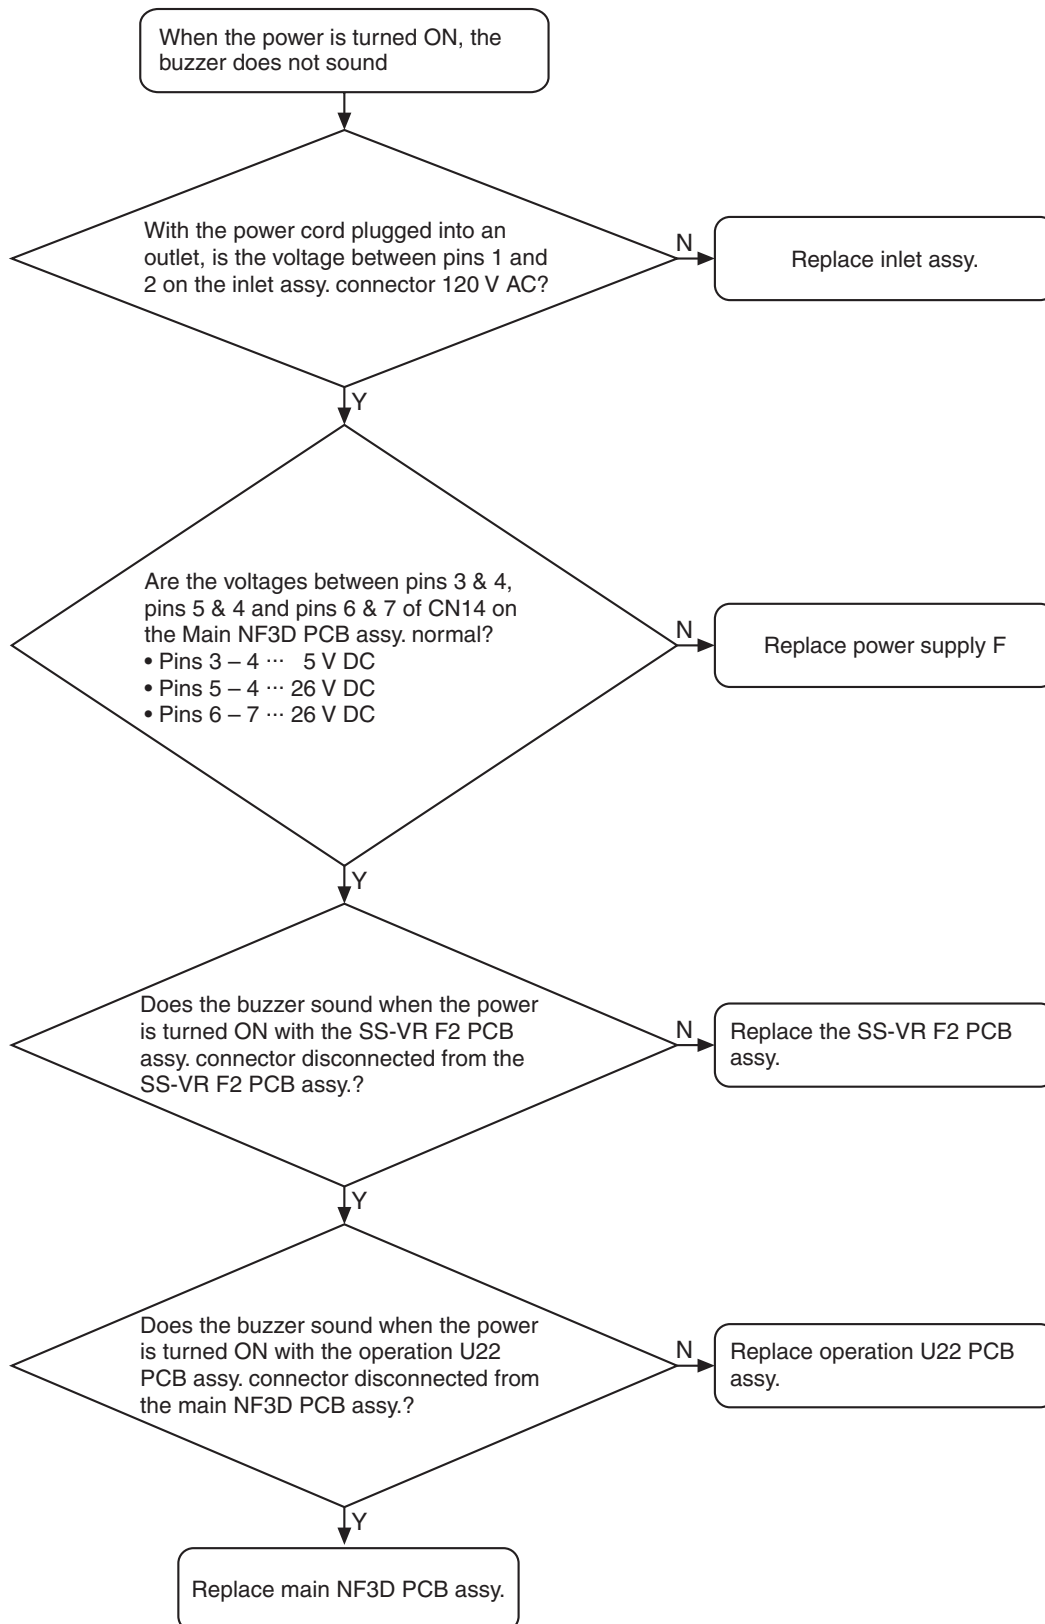 When the power is turned ON, the
buzzer does not sound
With the power cord plugged into an
outlet, is the voltage between pins 1 and
2 on the inlet assy. connector 120 V AC?
N
Replace inlet assy.
Y
Are the voltages between pins 3 & 4,
pins 5 & 4 and pins 6 & 7 of CN14 on
the Main NF3D PCB assy. normal?
• Pins 3 – 4 ··· 5 V DC
• Pins 5 – 4 ··· 26 V DC
• Pins 6 – 7 ··· 26 V DC
N
Replace power supply F
Y
Does the buzzer sound when the power
is turned ON with the SS-VR F2 PCB
assy. connector disconnected from the
SS-VR F2 PCB assy.?
N
Replace the SS-VR F2 PCB
assy.
Y
Does the buzzer sound when the power
is turned ON with the operation U22
PCB assy. connector disconnected from
the main NF3D PCB assy.?
N
Replace operation U22 PCB
assy.
Y
Replace main NF3D PCB assy.